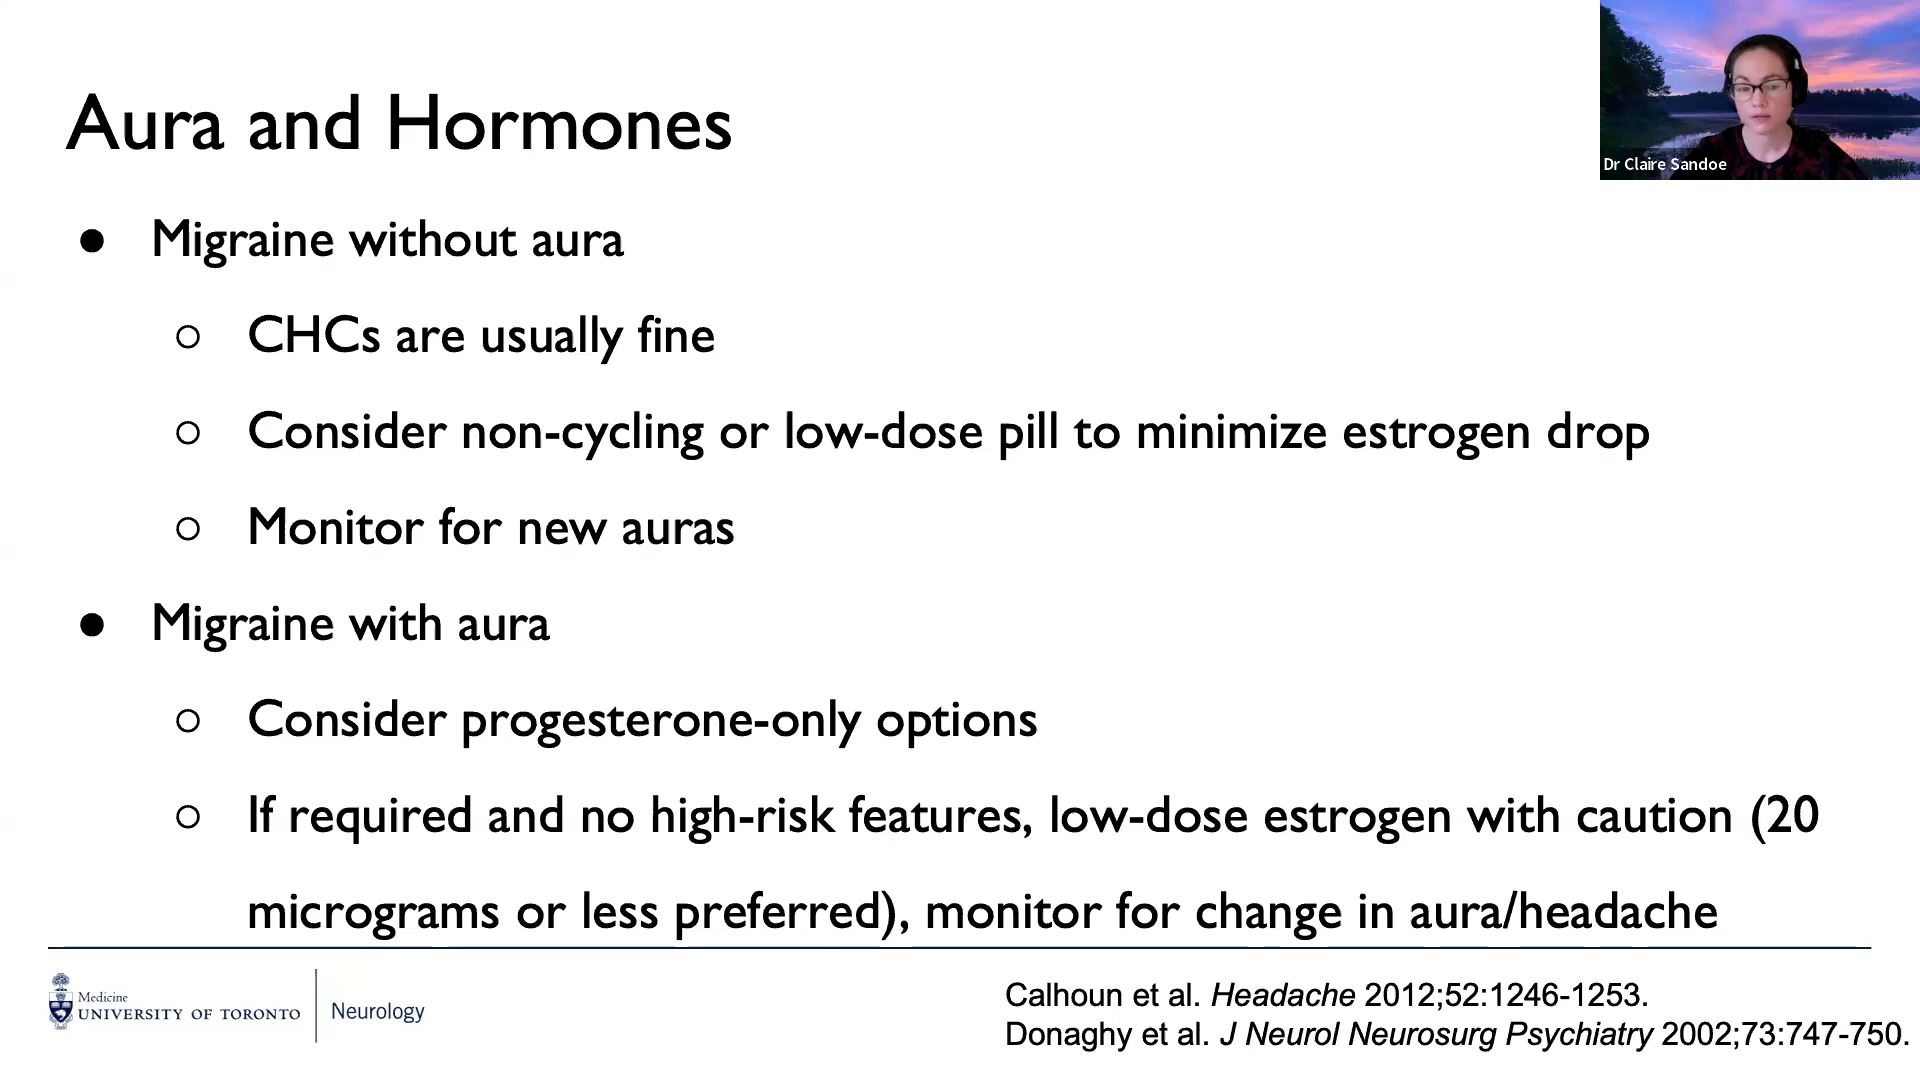 Aura and Hormones
Dr Claire Sandoe
● Migraine without aura
○ CHCs are usually fine
○ Consider non-cycling or low-dose pill to minimize estrogen drop
○ Monitor for new auras
● Migraine with aura
○ Consider progesterone-only options
○ If required and no high-risk features, low-dose estrogen with caution (20
micrograms or less preferred), monitor for change in aura/headache
Medicine
UNIVERSITY OF TORONTO
Neurology
Calhoun et al. Headache 2012;52:1246-1253.
Donaghy et al. J Neurol Neurosurg Psychiatry 2002;73:747-750.